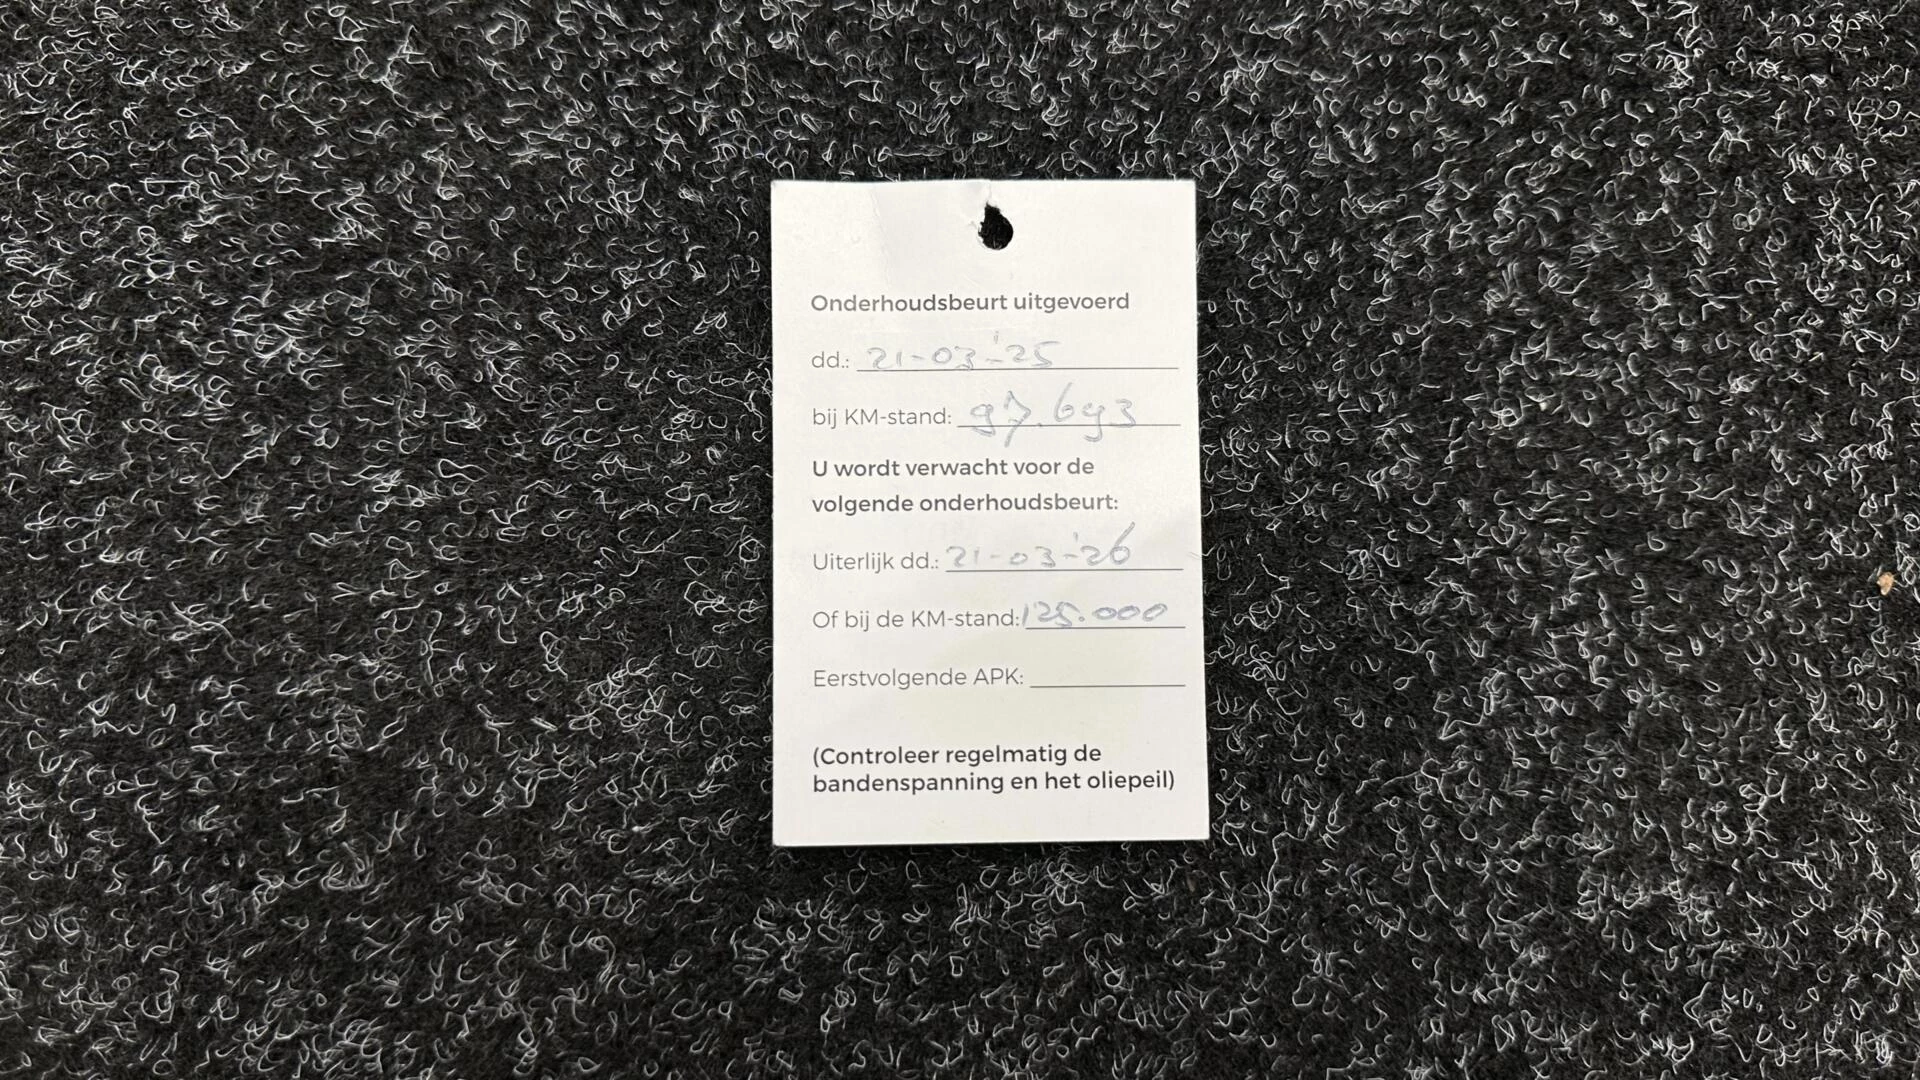 Onderhoudsbeurt uitgevoerd
dd.: 21-03-'25
bij KM-stand: 97.693
U wordt verwacht voor de
volgende onderhoudsbeurt:
Uiterlijk dd.: 21-03-'26
Of bij de KM-stand: 125.000
Eerstvolgende APK:
(Controleer regelmatig de
bandenspanning en het oliepeil)